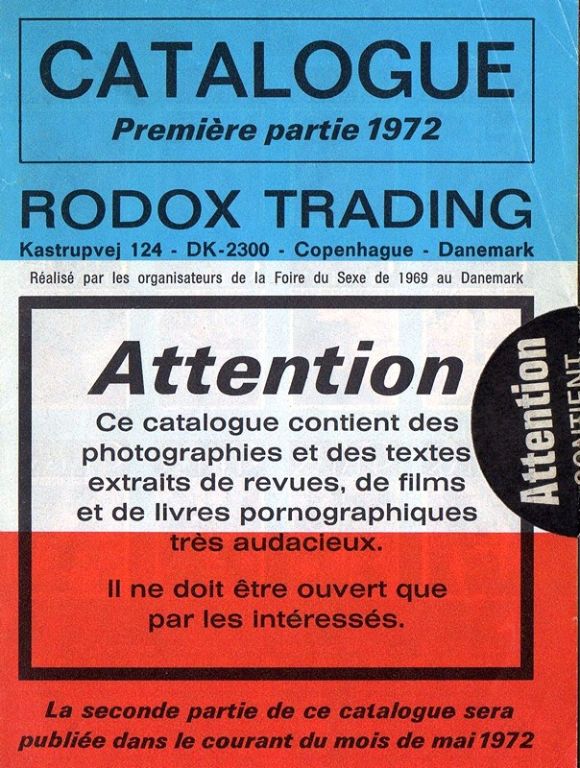 CATALOGUE
Première partie 1972
RODOX TRADING
Kastrupvej 124 - DK-2300 - Copenhague - Danemark
Réalisé par les organisateurs de la Foire du Sexe de 1969 au Danemark
Attention
Ce catalogue contient des
photographies et des textes
extraits de revues, de films
et de livres pornographiques
très audacieux.
Il ne doit être ouvert que
par les intéressés.
Attention
CONTIENT
La seconde partie de ce catalogue sera
publiée dans le courant du mois de mai 1972